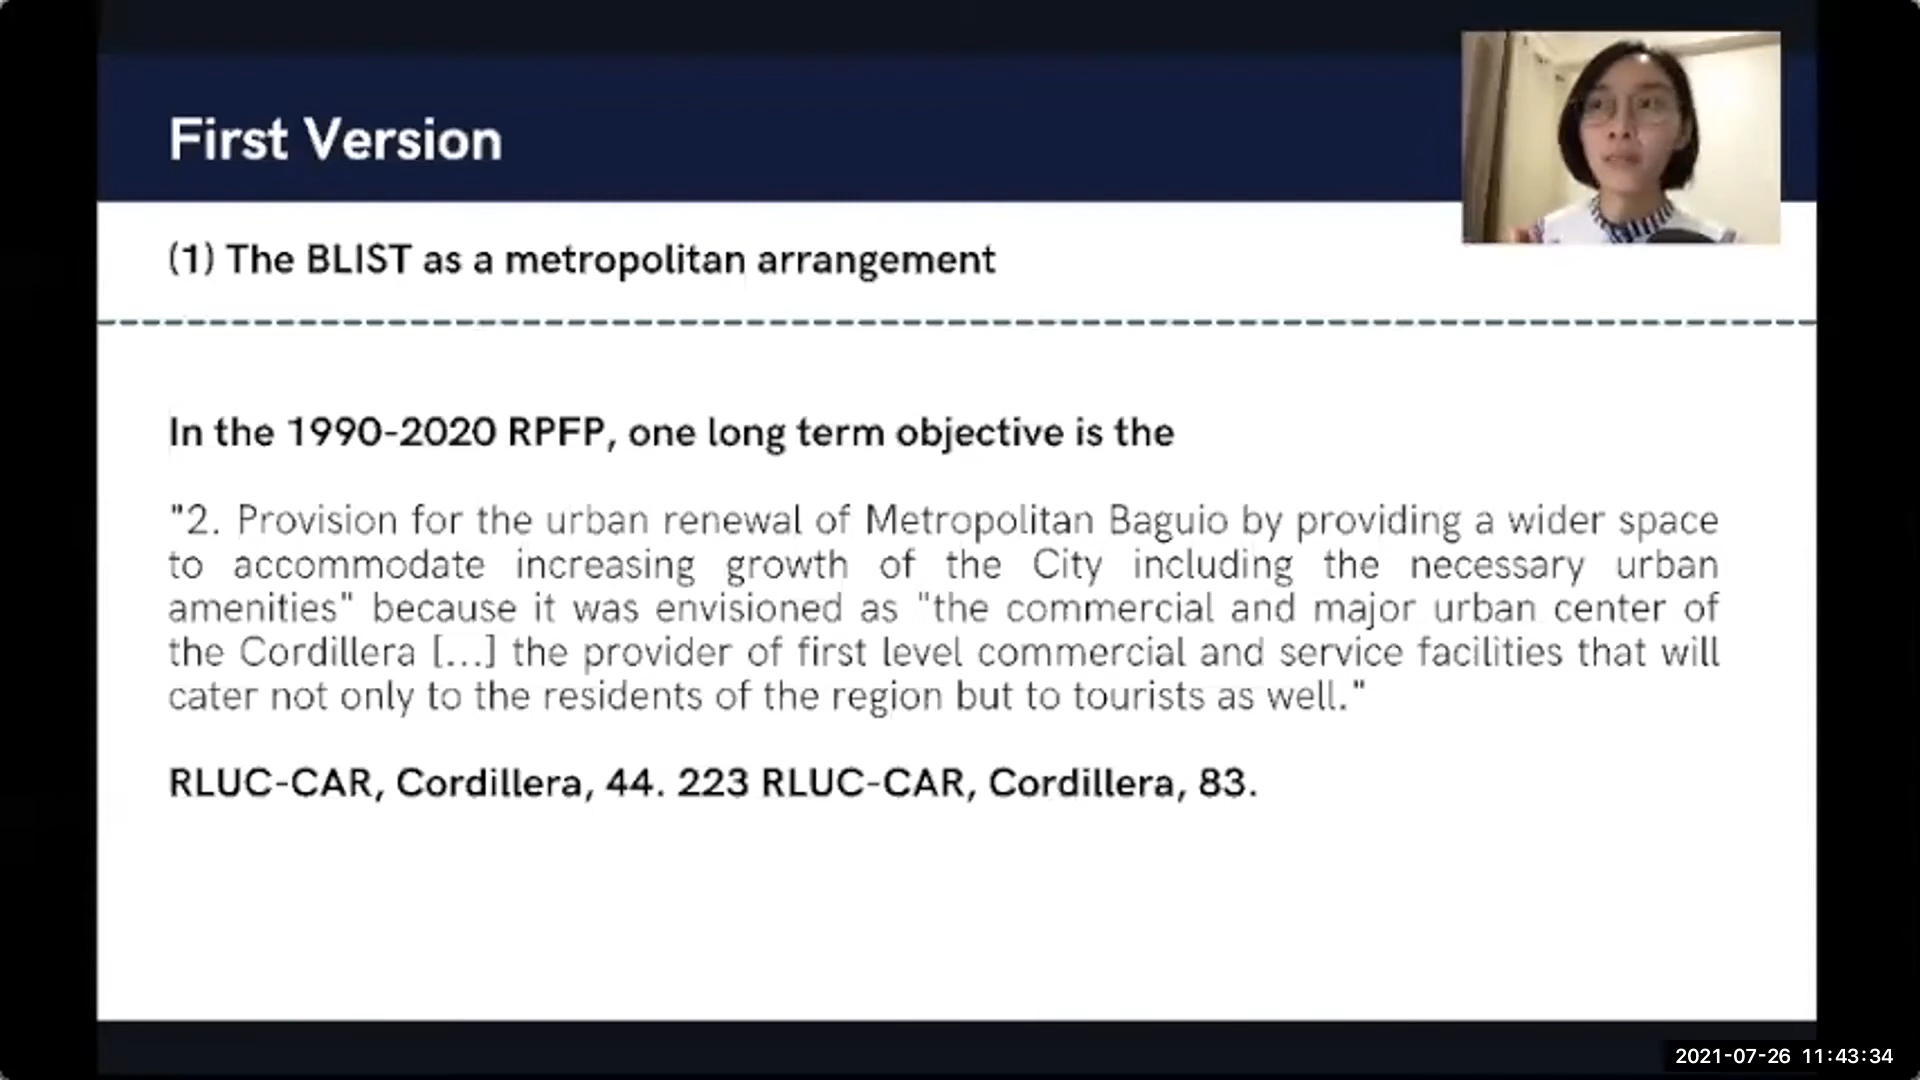 First Version
(1) The BLIST as a metropolitan arrangement
In the 1990-2020 RPFP, one long term objective is the
"2. Provision for the urban renewal of Metropolitan Baguio by providing a wider space
to accommodate increasing growth of the City including the necessary urban
amenities" because it was envisioned as "the commercial and major urban center of
the Cordillera [...] the provider of first level commercial and service facilities that will
cater not only to the residents of the region but to tourists as well."
RLUC-CAR, Cordillera, 44. 223 RLUC-CAR, Cordillera, 83.
2021-07-26 11:43:34